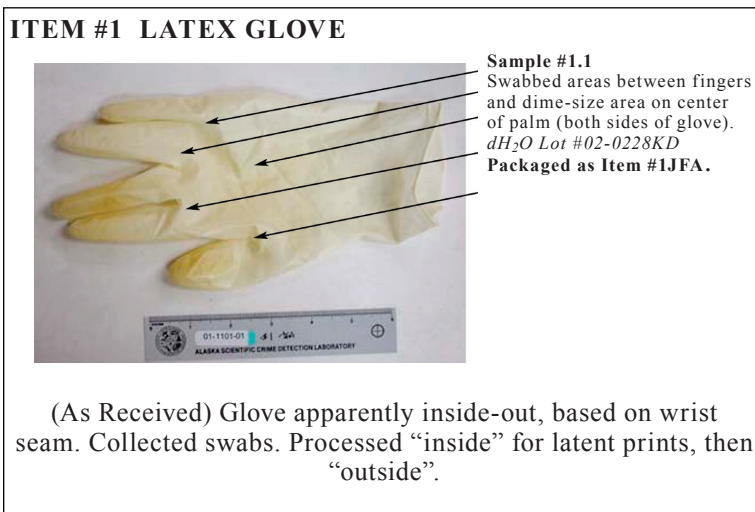 ITEM #1 LATEX GLOVE
Sample #1.1
Swabbed areas between fingers
and dime-size area on center
of palm (both sides of glove).
dH2O Lot #02-0228KD
Packaged as Item #1JFA.
01-1101-01
ALASKA SCIENTIFIC CRIME DETECTION LABORATORY
(As Received) Glove apparently inside-out, based on wrist
seam. Collected swabs. Processed “inside” for latent prints, then
“outside”.